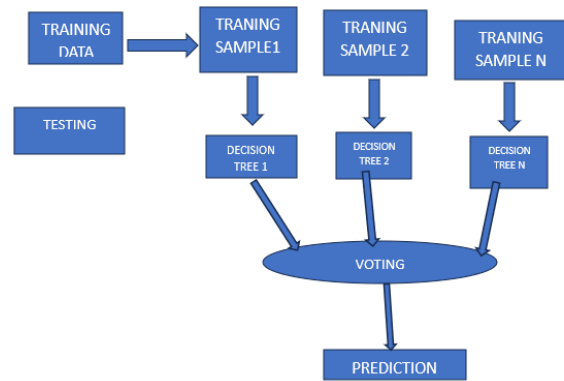 TRAINING
DATA
TRANING
SAMPLE1
TRANING
SAMPLE 2
TRANING
SAMPLE N
TESTING
DECISION
TREE 1
DECISION
TREE 2
DECISION
TREE N
VOTING
PREDICTION